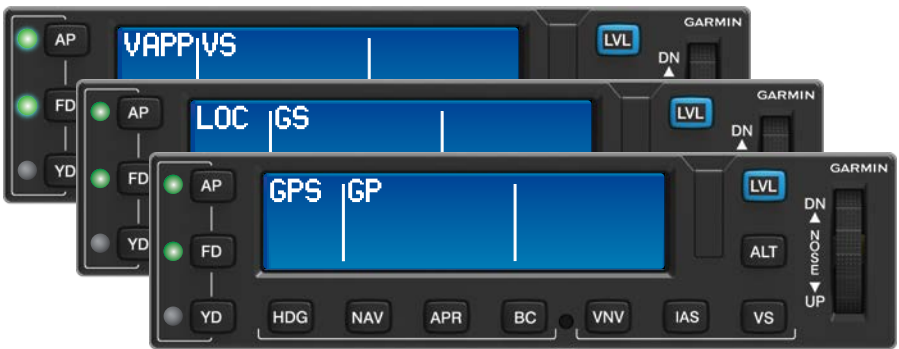 GARMIN
AP
VAPP VS
LVL
DN
FD
YD
GARMIN
AP
LOC GS
LVL
DN
FD
YD
GARMIN
AP
GPS GP
LVL
DN
NOSE
UP
FD
ALT
YD
HDG
NAV
APR
BC
VNV
IAS
VS